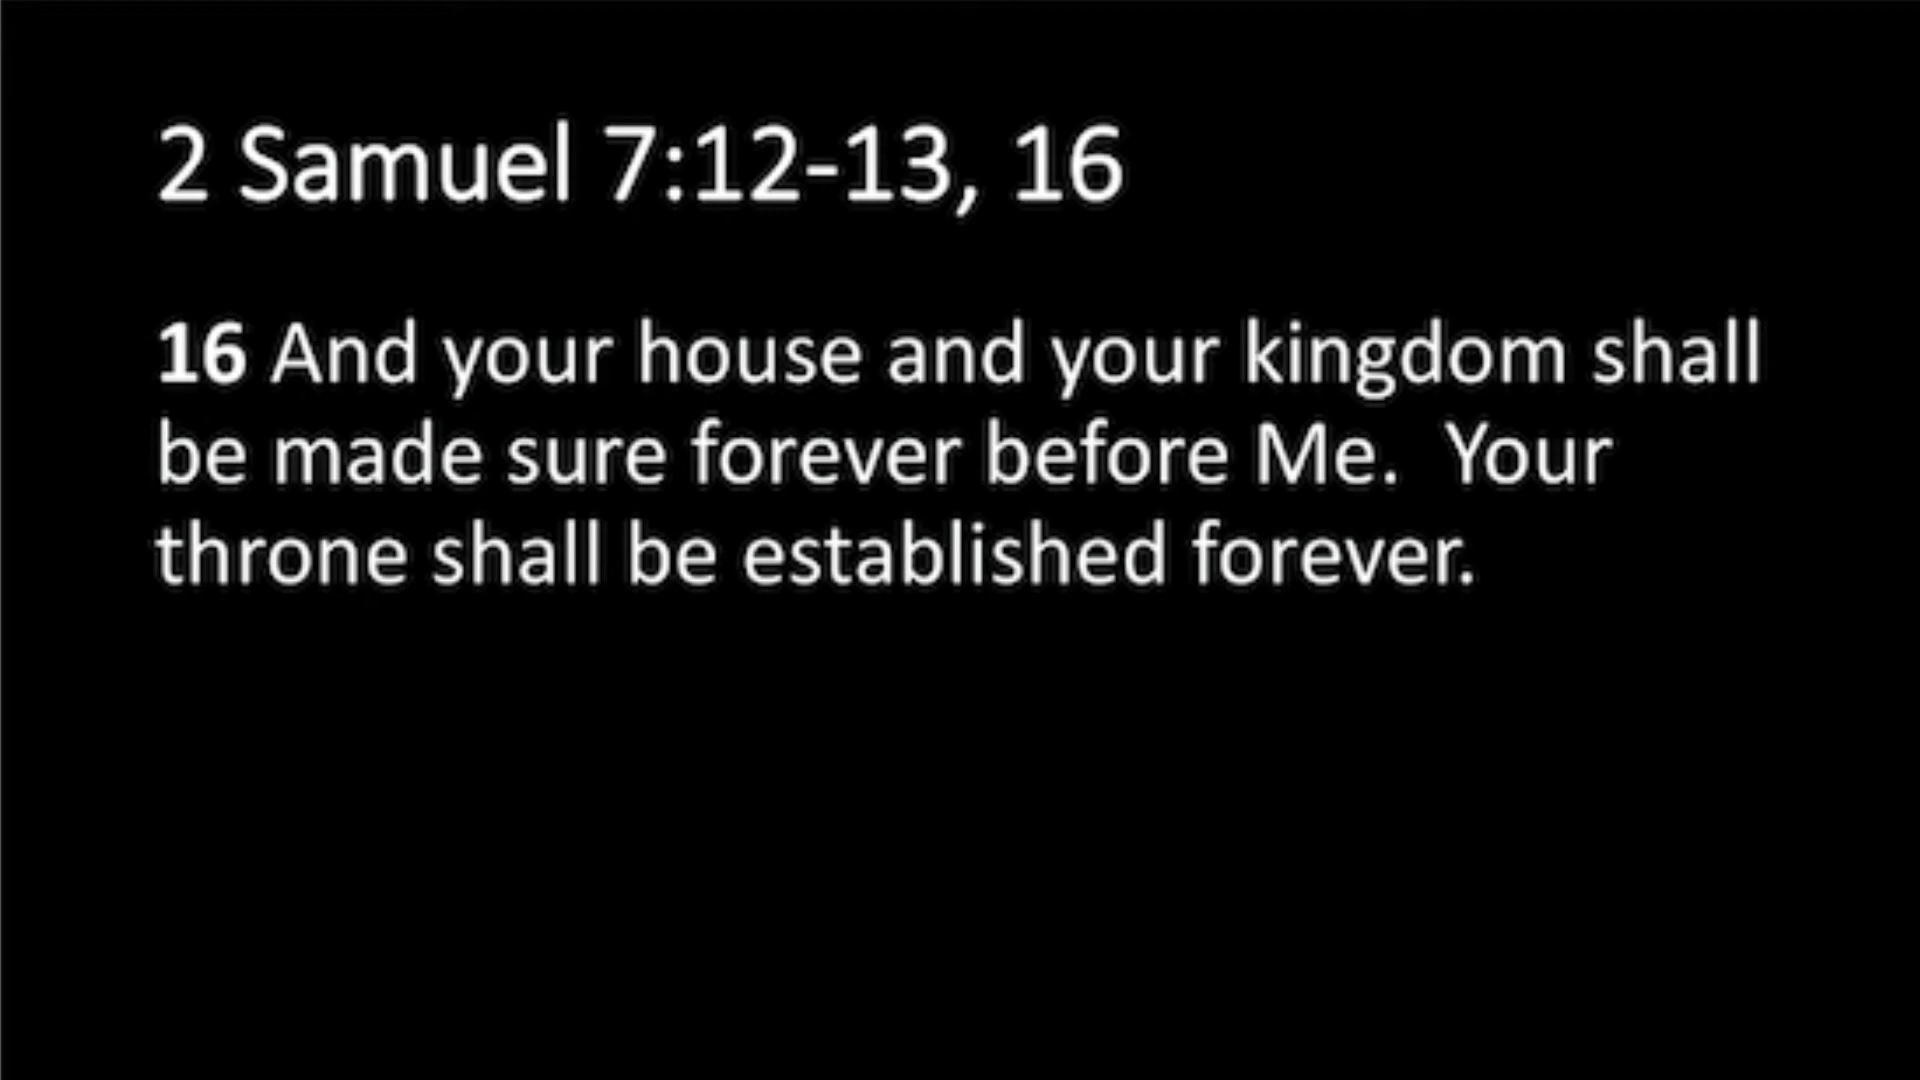 2 Samuel 7:12-13, 16
16 And your house and your kingdom shall
be made sure forever before Me.  Your
throne shall be established forever.